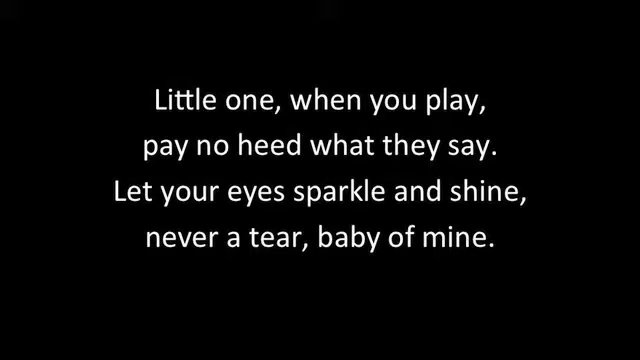 Little one, when you play,
pay no heed what they say.
Let your eyes sparkle and shine,
never a tear, baby of mine.